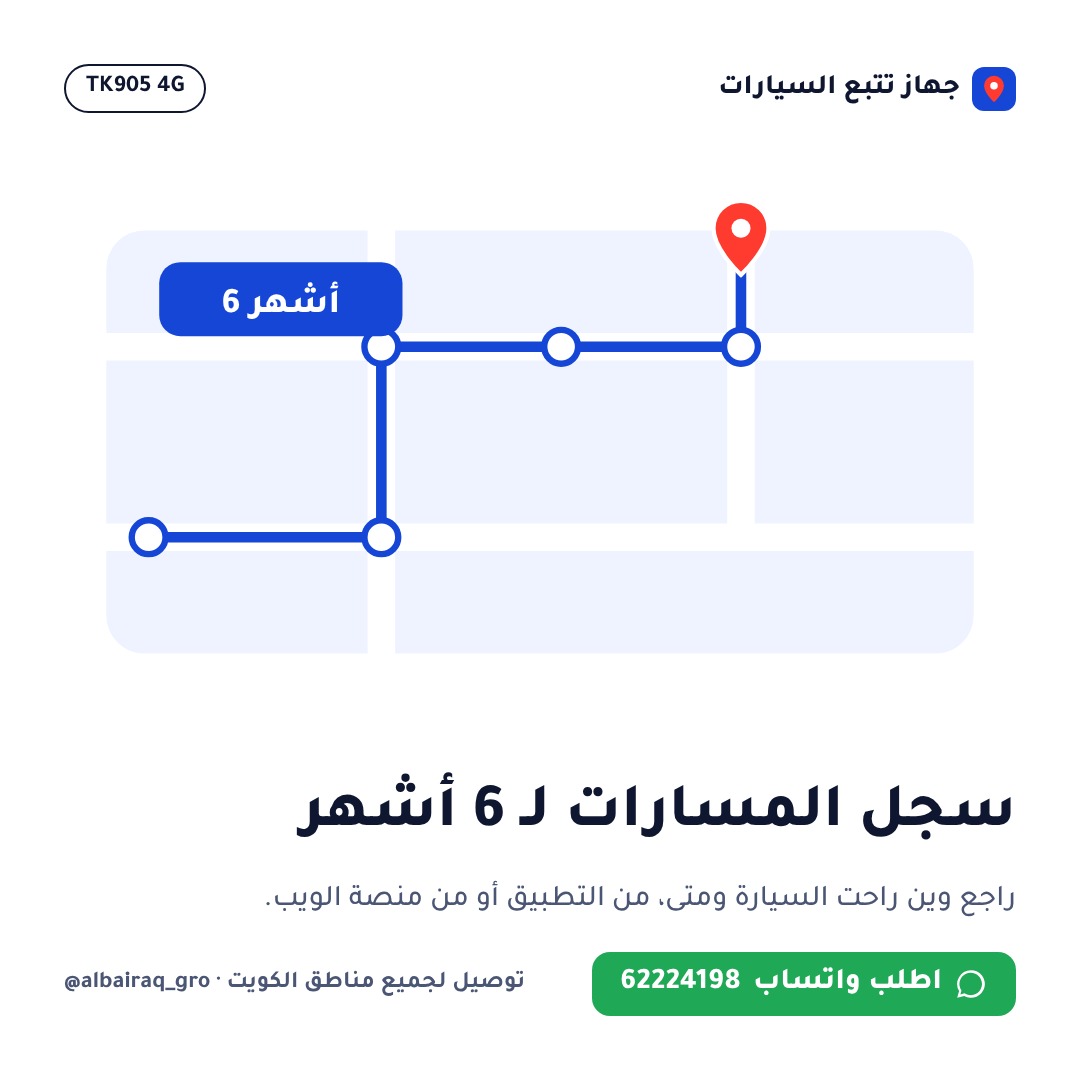 جهاز تتبع السيارات
TK905 4G
أشهر 6
سجل المسارات لـ 6 أشهر
راجع وين راحت السيارة ومتى، من التطبيق أو من منصة الويب.
اطلب واتساب 62224198
توصيل لجميع مناطق الكويت · @albairaq_gro